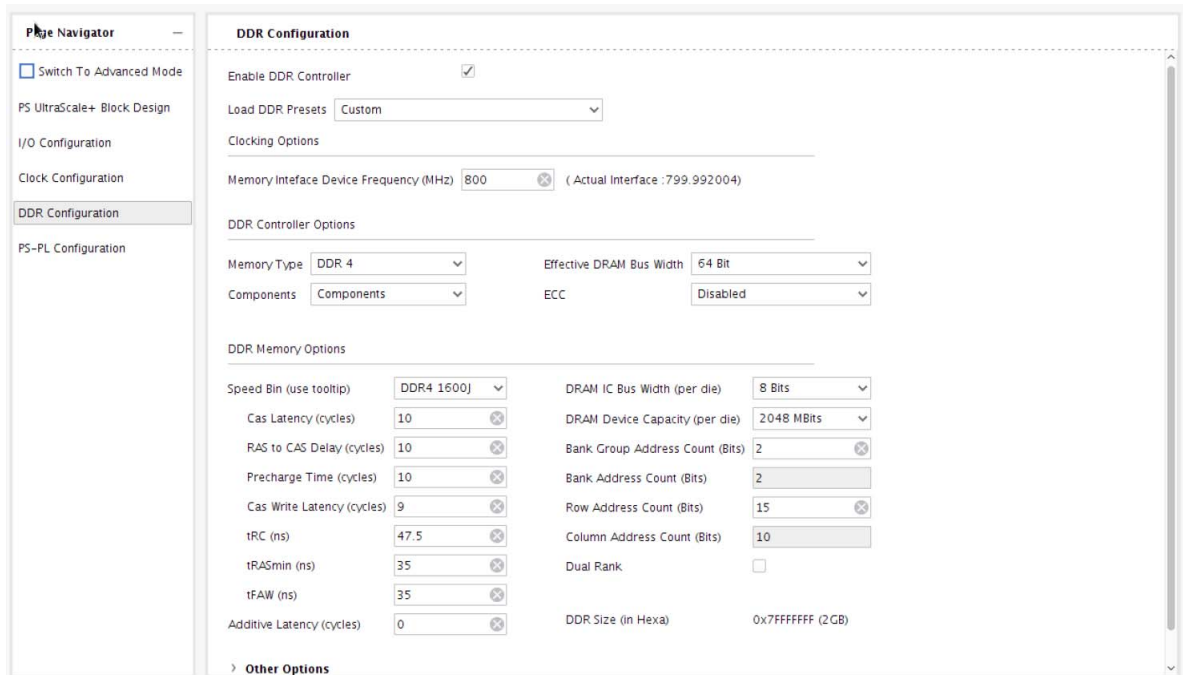 Page Navigator —
Switch To Advanced Mode
PS UltraScale+ Block Design
I/O Configuration
Clock Configuration
DDR Configuration
PS-PL Configuration
DDR Configuration
Enable DDR Controller
Load DDR Presets Custom
Clocking Options
Memory Inteface Device Frequency (MHz) 800 ( Actual Interface :799.992004)
DDR Controller Options
Memory Type DDR 4 Effective DRAM Bus Width 64 Bit
Components Components ECC Disabled
DDR Memory Options
Speed Bin (use tooltip) DDR4 1600J DRAM IC Bus Width (per die) 8 Bits
Cas Latency (cycles) 10 DRAM Device Capacity (per die) 2048 MBits
RAS to CAS Delay (cycles) 10 Bank Group Address Count (Bits) 2
Precharge Time (cycles) 10 Bank Address Count (Bits) 2
Cas Write Latency (cycles) 9 Row Address Count (Bits) 15
tRC (ns) 47.5 Column Address Count (Bits) 10
tRASmin (ns) 35 Dual Rank
tFAW (ns) 35
Additive Latency (cycles) 0 DDR Size (in Hexa) 0x7FFFFFFF (2GB)
> Other Options